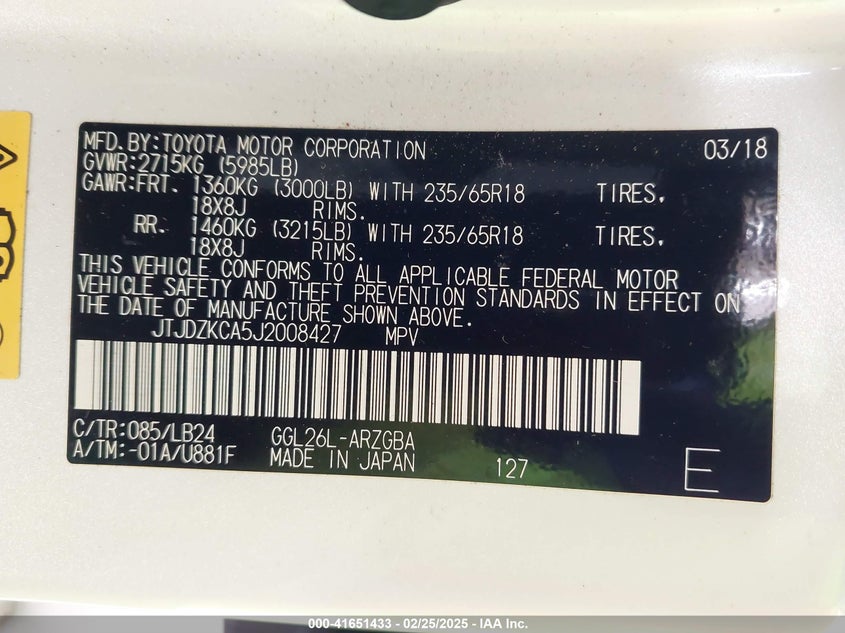 MFD.BY:TOYOTA MOTOR CORPORATION 03/18
GVWR:2715KG (5985LB)
GAWR:FRT. 1360KG (3000LB) WITH 235/65R18 TIRES.
18X8J RIMS.
RR. 1460KG (3215LB) WITH 235/65R18 TIRES.
18X8J RIMS.
THIS VEHICLE CONFORMS TO ALL APPLICABLE FEDERAL MOTOR
VEHICLE SAFETY AND THEFT PREVENTION STANDARDS IN EFFECT ON
THE DATE OF MANUFACTURE SHOWN ABOVE.
JTJDZKCA5J2008427 MPV
C/TR:085/LB24 GGL26L-ARZGBA
A/TM:-01A/U881F MADE IN JAPAN 127 E
000-41651433 - 02/25/2025 - IAA Inc.